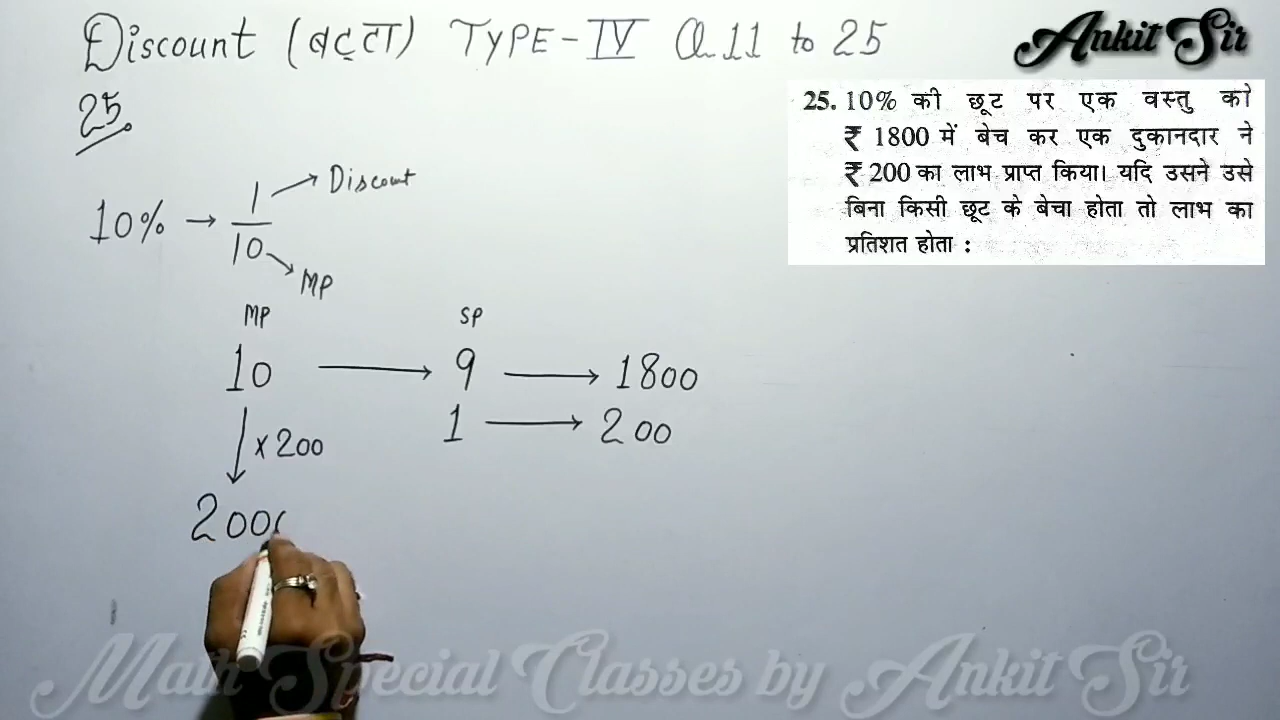 Discount (बट्टा) TYPE-IV Q.11 to 25
Ankit Sir
25.
25. 10% की छूट पर एक वस्तु को
₹ 1800 में बेच कर एक दुकानदार ने
₹ 200 का लाभ प्राप्त किया। यदि उसने उसे
बिना किसी छूट के बेचा होता तो लाभ का
प्रतिशत होता :
10% → 1/10
Discount
MP
MP SP
10 → 9 → 1800
1 → 200
↓ x 200
2000
Math Special Classes by Ankit Sir